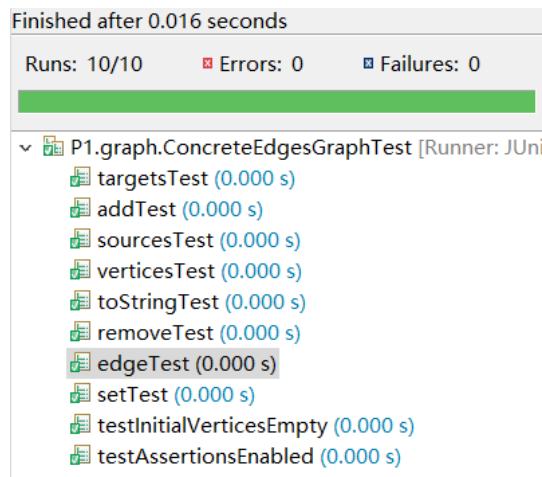 Finished after 0.016 seconds
Runs: 10/10 Errors: 0 Failures: 0
P1.graph.ConcreteEdgesGraphTest [Runner: JUni
targetsTest (0.000 s)
addTest (0.000 s)
sourcesTest (0.000 s)
verticesTest (0.000 s)
toStringTest (0.000 s)
removeTest (0.000 s)
edgeTest (0.000 s)
setTest (0.000 s)
testInitialVerticesEmpty (0.000 s)
testAssertionsEnabled (0.000 s)